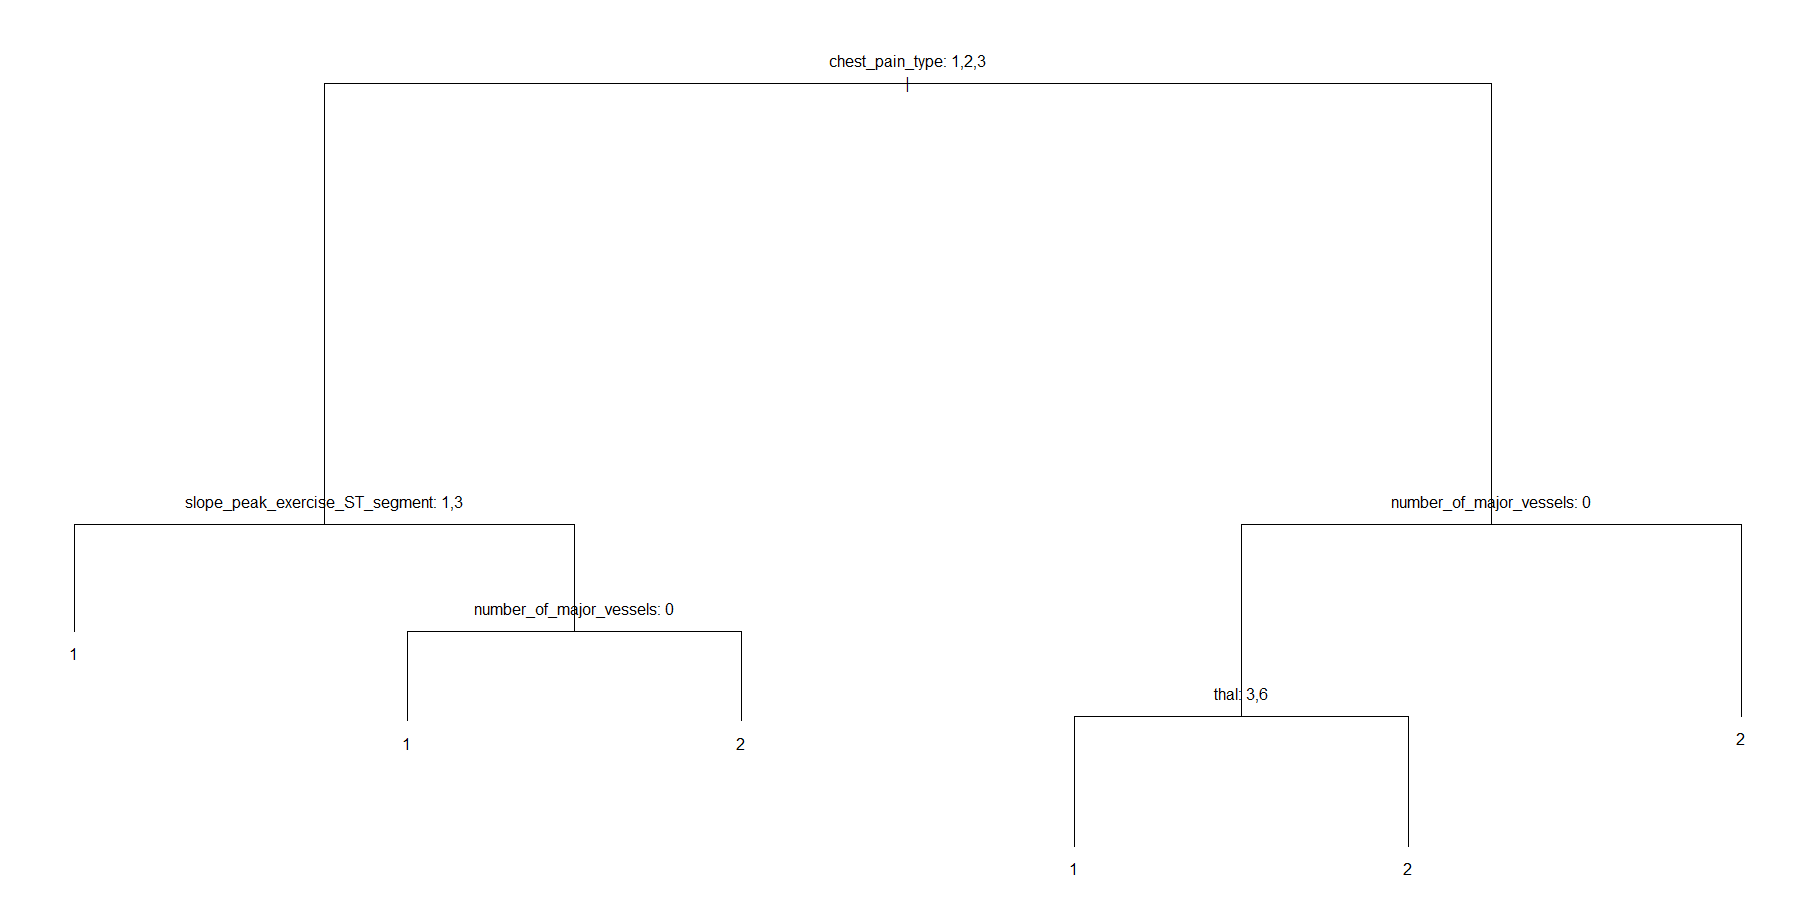 chest_pain_type: 1,2,3
slope_peak_exercise_ST_segment: 1,3
number_of_major_vessels: 0
number_of_major_vessels: 0
1
thal: 3,6
1
2
2
1
2